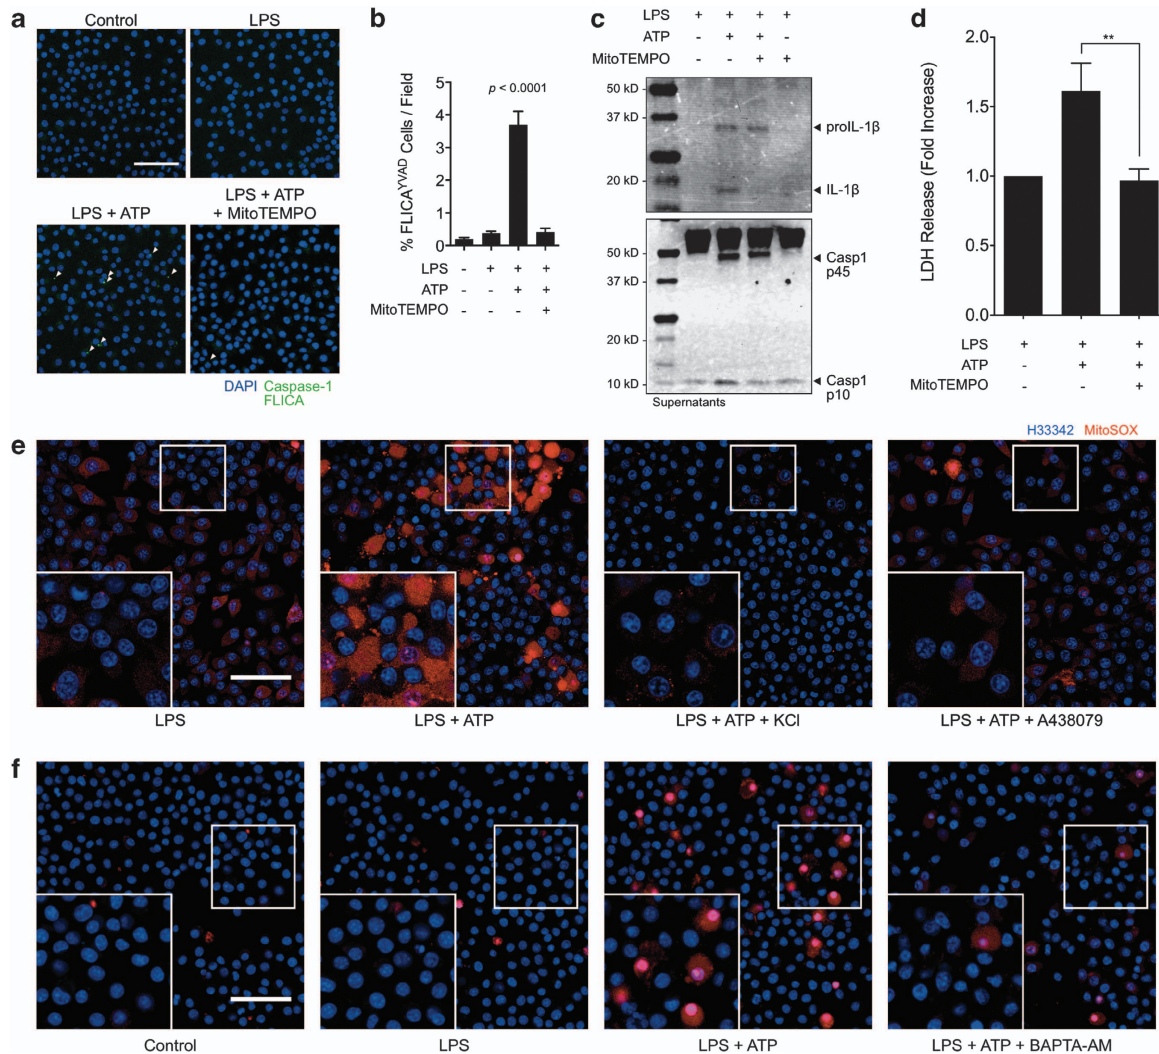 a
Control
LPS
LPS + ATP
LPS + ATP
+ MitoTEMPO
DAPI Caspase-1
FLICA
b
% FLICA^YVAD Cells / Field
5
4
3
2
1
0
p < 0.0001
LPS - + + +
ATP - - + +
MitoTEMPO - - - +
c
LPS + + + +
ATP - + + -
MitoTEMPO - - + +
50 kD
37 kD
20 kD
proIL-1β
IL-1β
50 kD
37 kD
20 kD
10 kD
Casp1
p45
Casp1
p10
Supernatants
d
LDH Release (Fold Increase)
2.0
1.5
1.0
0.5
0.0
**
LPS + + +
ATP - + +
MitoTEMPO - - +
e
H33342 MitoSOX
LPS
LPS + ATP
LPS + ATP + KCl
LPS + ATP + A438079
f
Control
LPS
LPS + ATP
LPS + ATP + BAPTA-AM